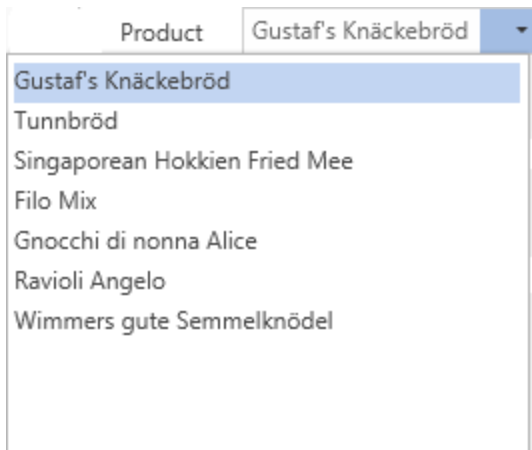 Product Gustaf's Knäckebröd
Gustaf's Knäckebröd
Tunnbröd
Singaporean Hokkien Fried Mee
Filo Mix
Gnocchi di nonna Alice
Ravioli Angelo
Wimmers gute Semmelknödel